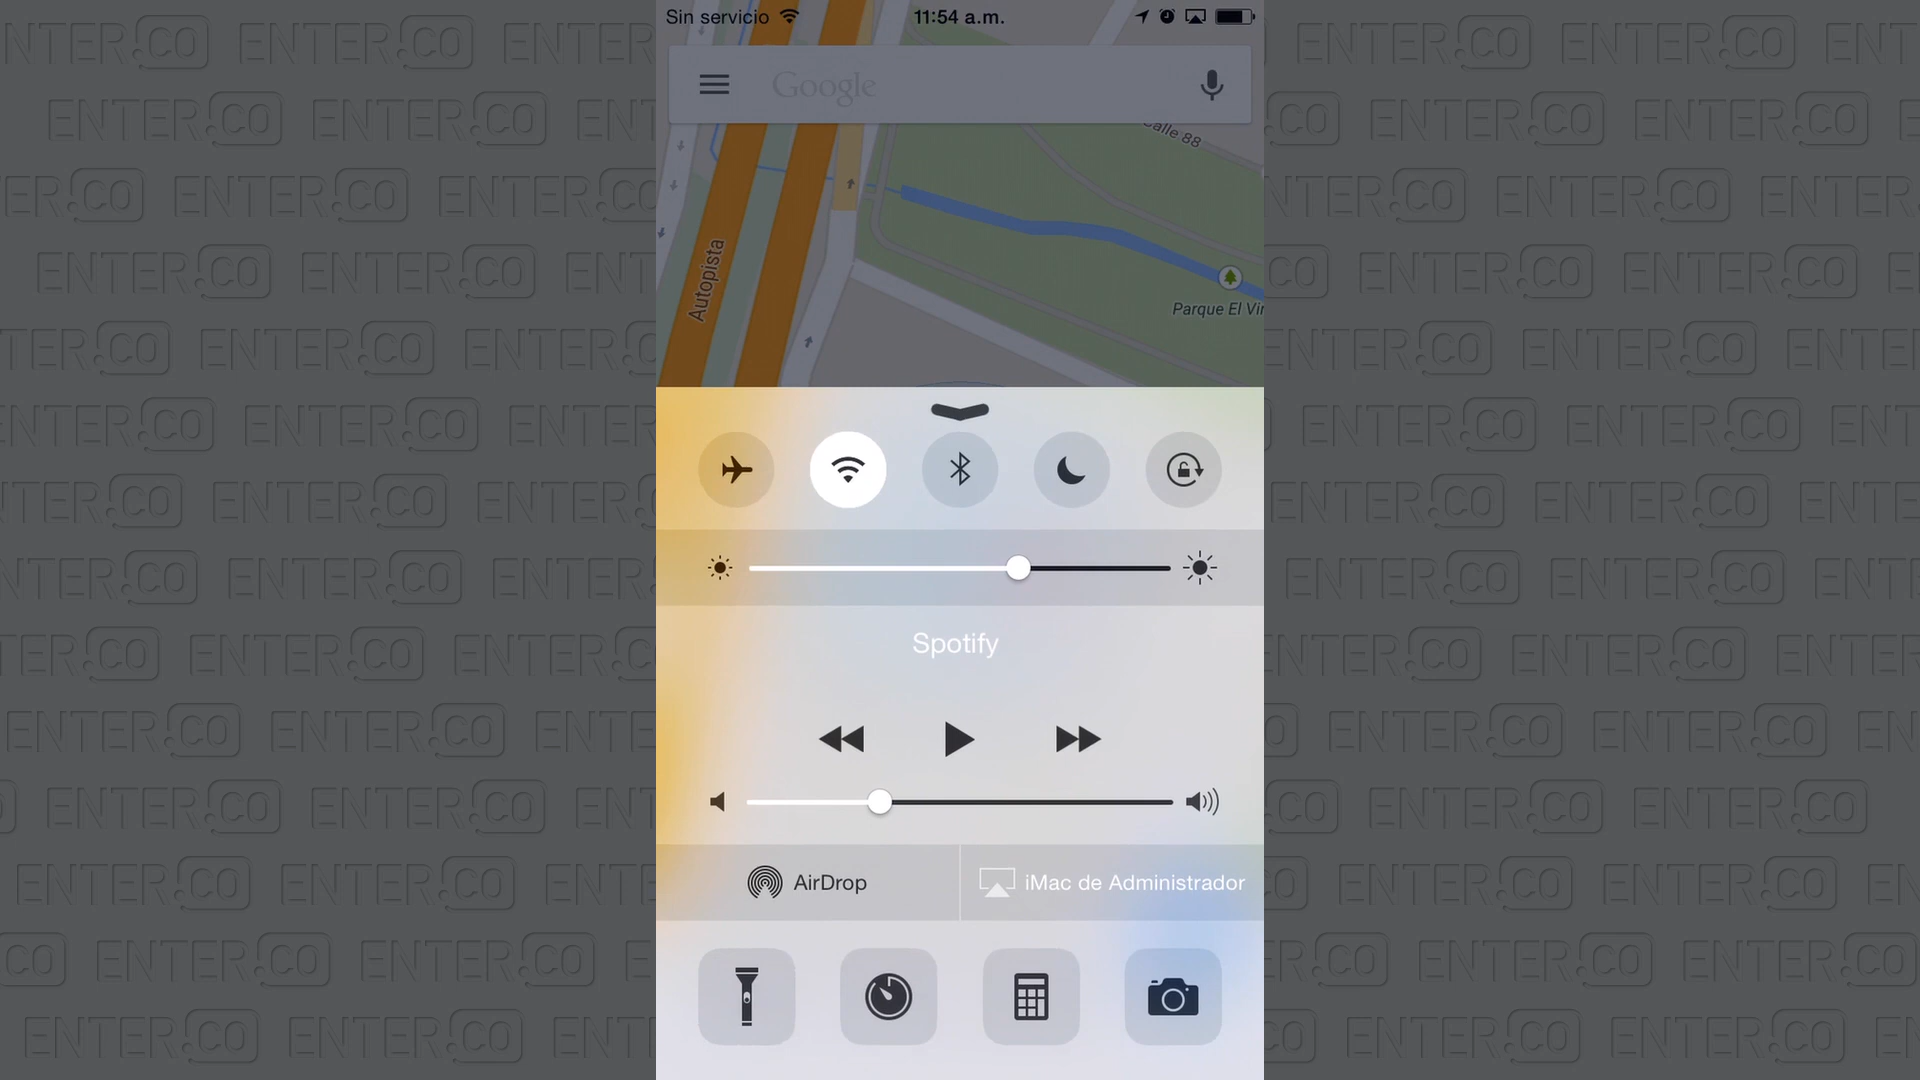 Sin servicio
11:54 a.m.
Google
Calle 88
Autopista
Parque El Vir
Spotify
AirDrop
iMac de Administrador
ENTER.CO